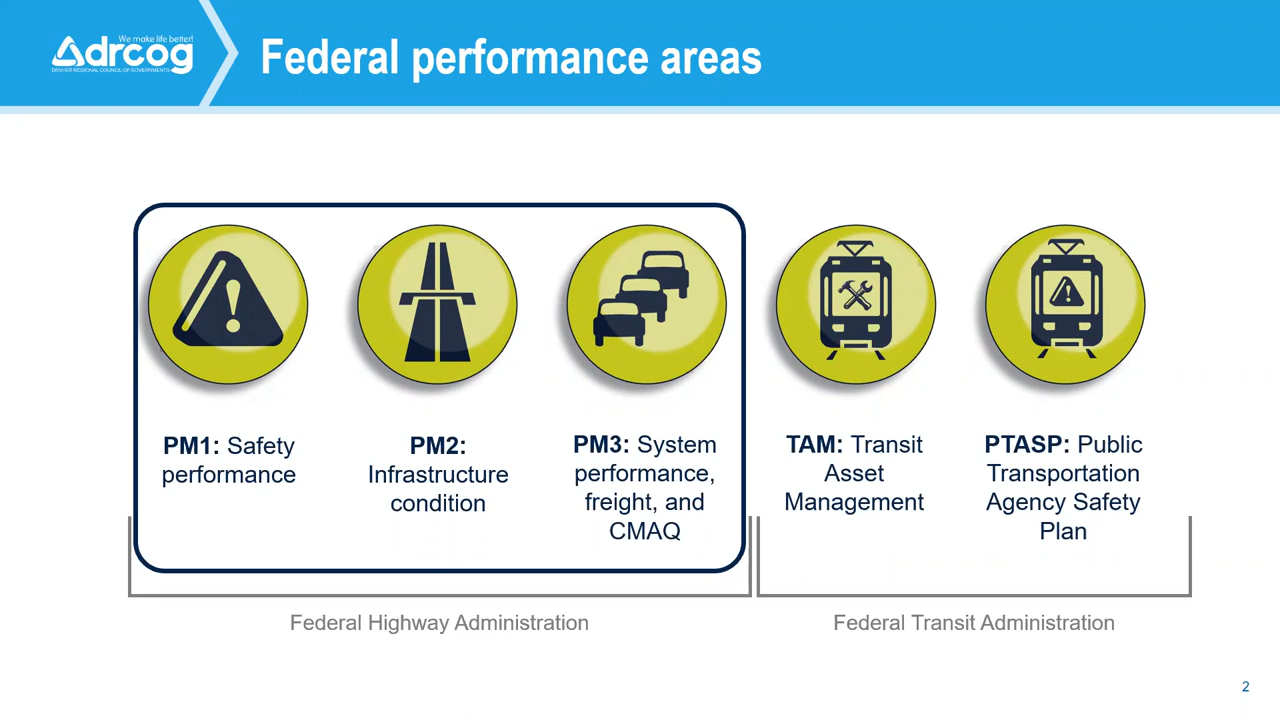 We make life better!
drcog
DENVER REGIONAL COUNCIL OF GOVERNMENTS
Federal performance areas
PM1: Safety
performance
PM2:
Infrastructure
condition
PM3: System
performance,
freight, and
CMAQ
TAM: Transit
Asset
Management
PTASP: Public
Transportation
Agency Safety
Plan
Federal Highway Administration
Federal Transit Administration
2